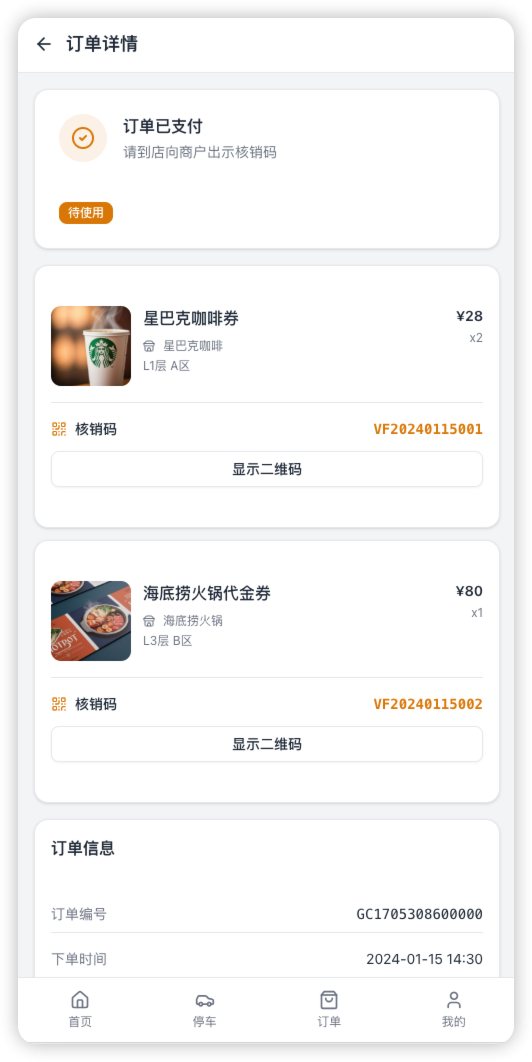 订单详情
订单已支付
请到店向商户出示核销码
待使用
星巴克咖啡券
¥28
星巴克咖啡
x2
L1层 A区
核销码
VF20240115001
显示二维码
海底捞火锅代金券
¥80
海底捞火锅
x1
L3层 B区
核销码
VF20240115002
显示二维码
订单信息
订单编号
GC1705308600000
下单时间
2024-01-15 14:30
首页
停车
订单
我的